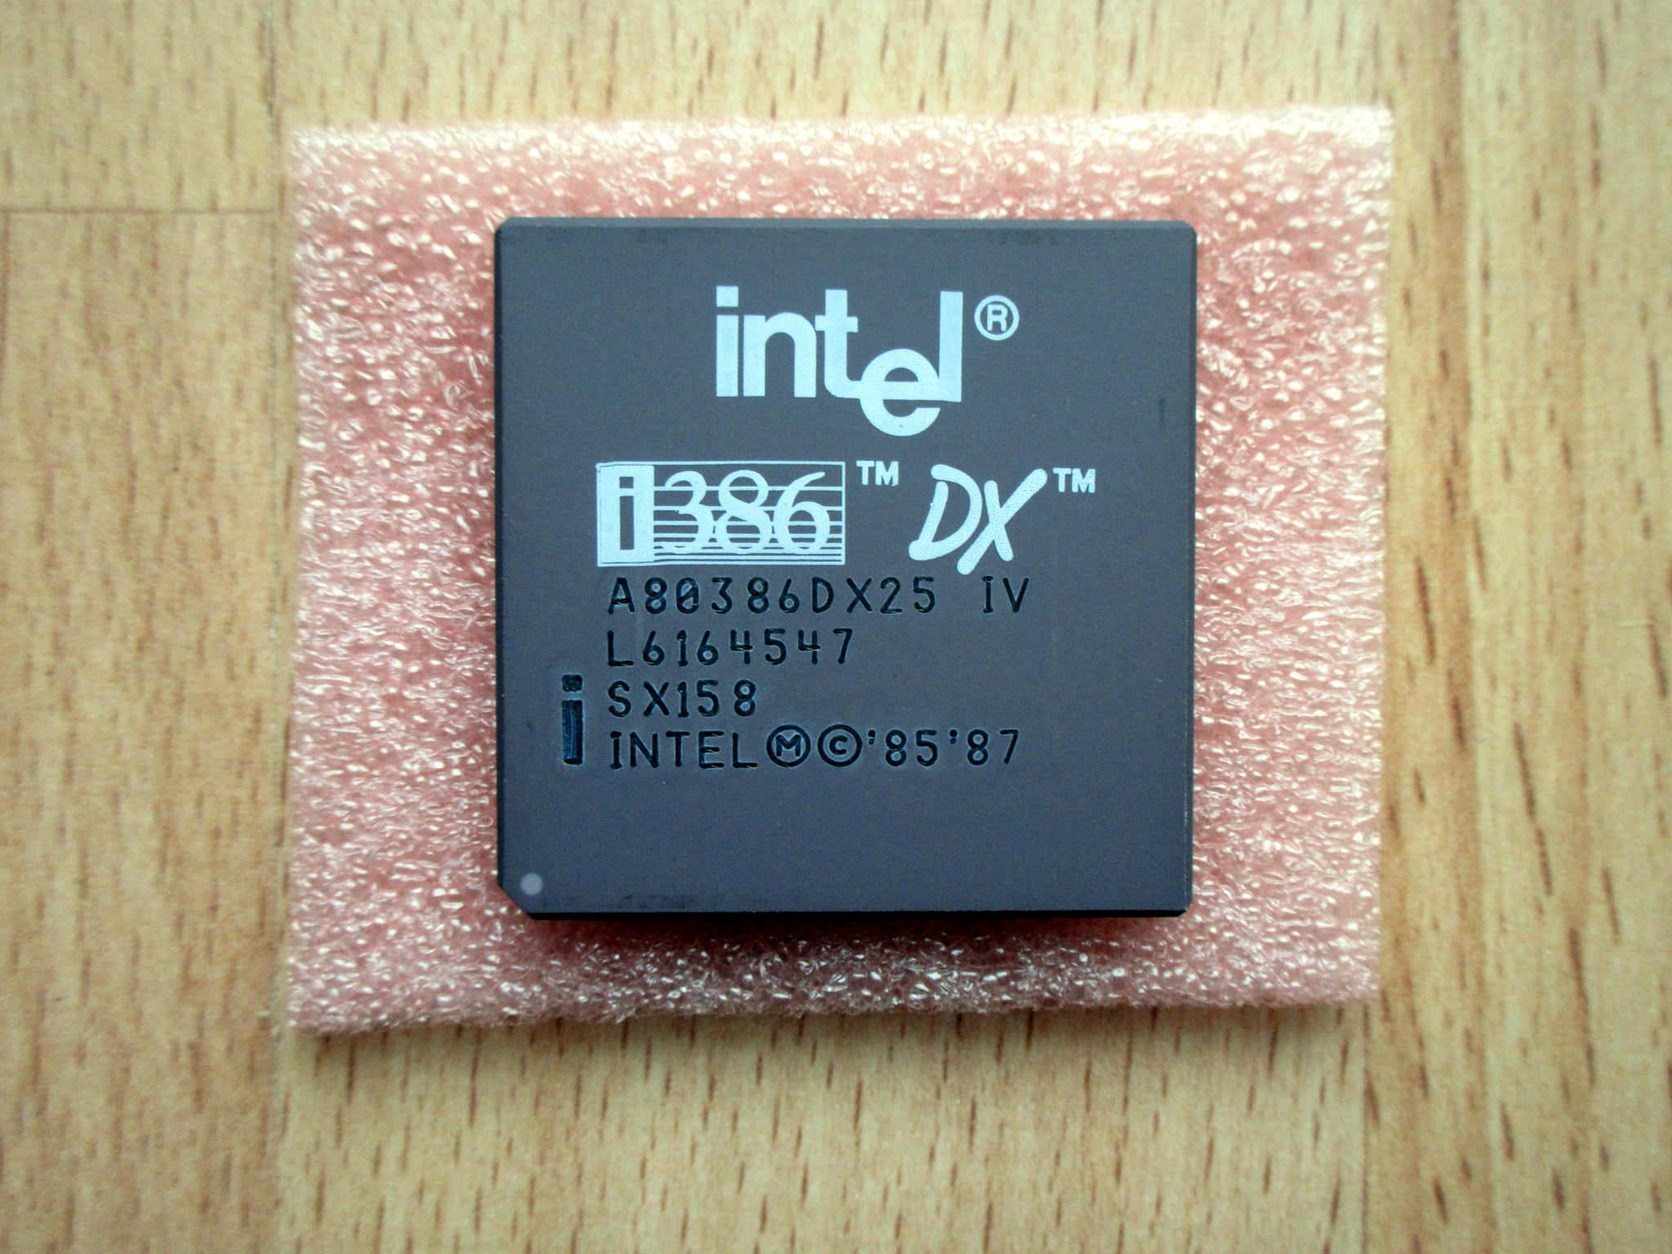 intel®
i386™ DX™
A80386DX25 IV
L6164547
i SX158
INTEL Ⓜ©'85'87